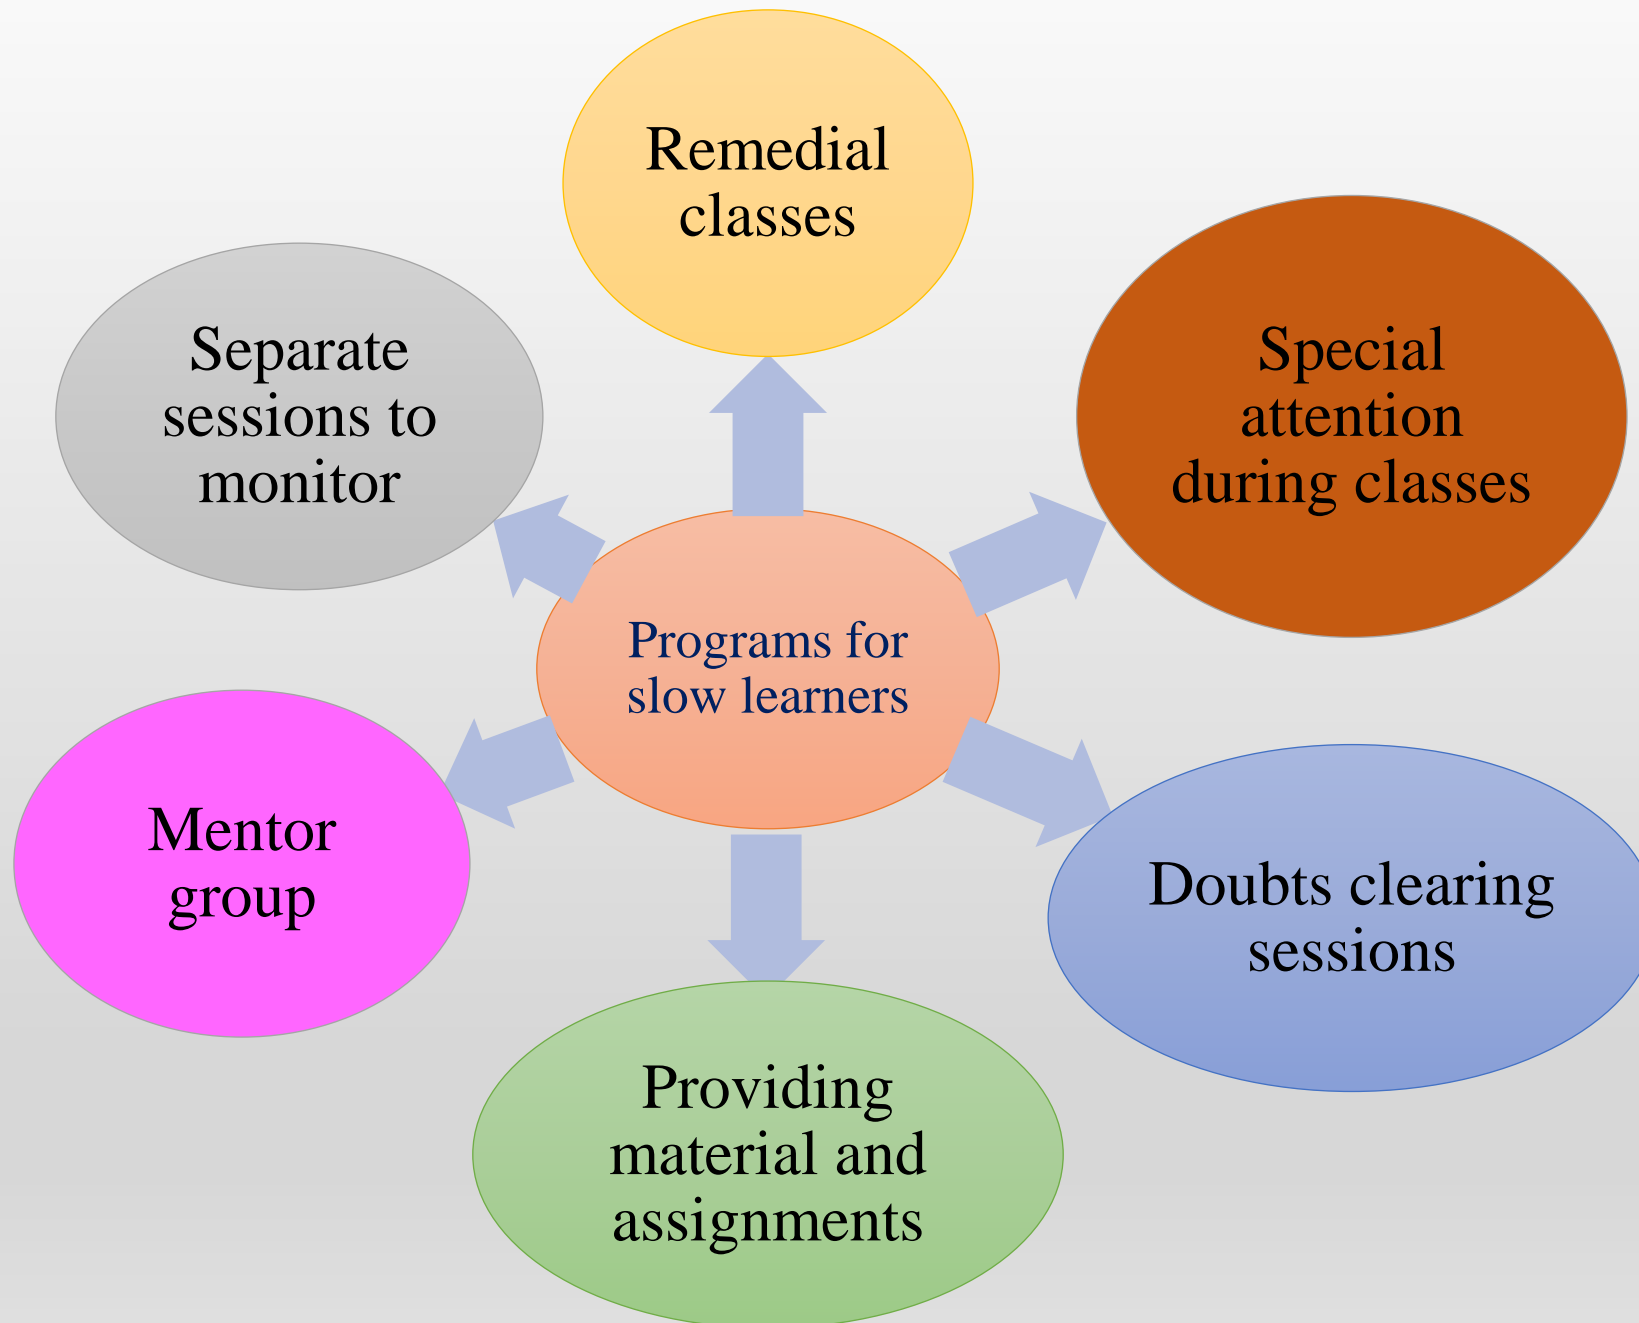 Remedial
classes
Special
attention
during classes
Doubts clearing
sessions
Providing
material and
assignments
Mentor
group
Separate
sessions to
monitor
Programs for
slow learners